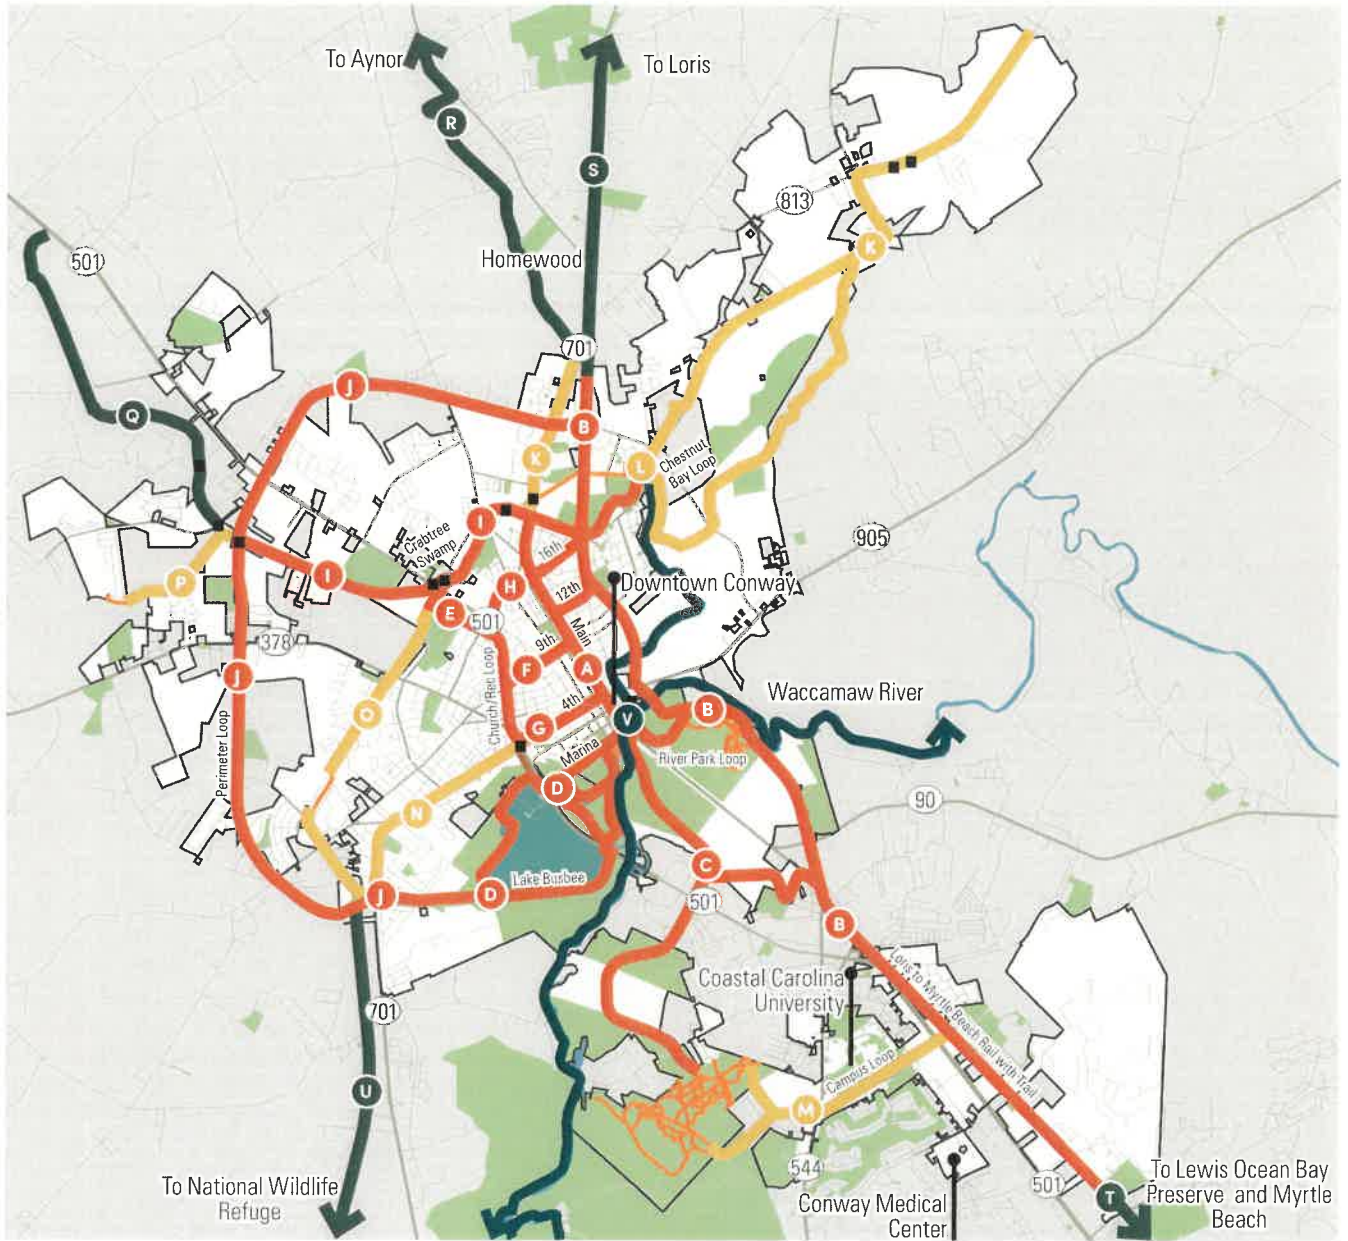 To Aynor
To Loris
R
S
813
501
Homewood
K
701
J
Q
B
K
L
Chestnut
Bay Loop
I
Crabtree
Swamp
16th
905
P
I
H
12th
Downtown Conway
E
501
Main
378
9th
F
A
J
Church/Rec Loop
4th
Waccamaw River
O
G
V
B
Perimeter Loop
Marina
River Park Loop
D
90
N
C
Lake Busbee
J
D
501
B
Loris to Myrtle Beach Rail with Trail
Coastal Carolina
University
701
Campus Loop
U
M
544
To National Wildlife
Refuge
Conway Medical
Center
501
T
To Lewis Ocean Bay
Preserve and Myrtle
Beach